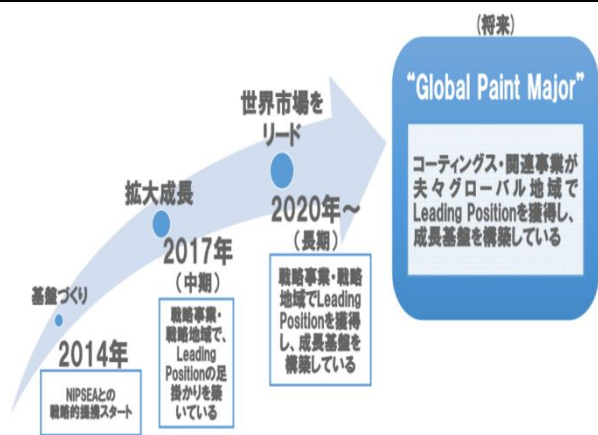 基盤づくり
2014年
NIPSEAとの
戦略的提携スタート
拡大成長
2017年
(中期)
戦略事業・
戦略地域で、
Leading
Positionの足
掛かりを築
いている
世界市場を
リード
2020年～
(長期)
戦略事業・戦略
地域でLeading
Positionを獲得
し、成長基盤を
構築している
(将来)
“Global Paint Major”
コーティングス・関連事業が
夫々グローバル地域で
Leading Positionを獲得し、
成長基盤を構築している